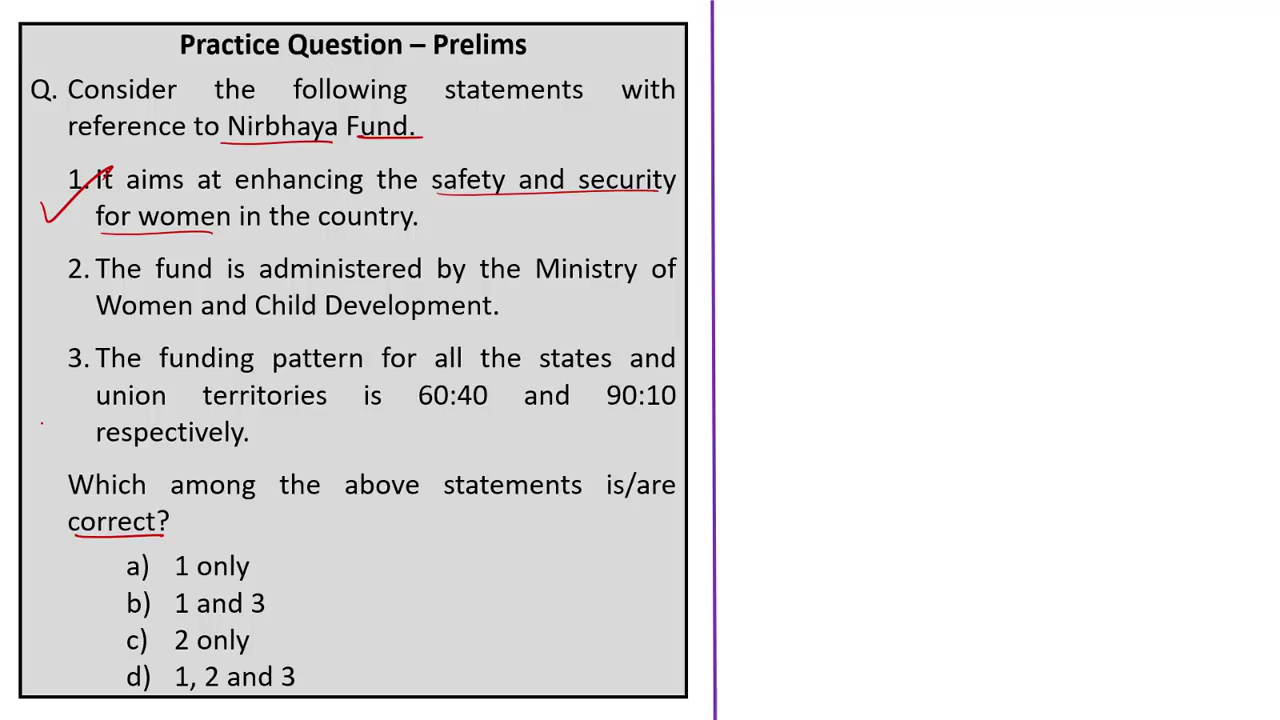 Practice Question – Prelims
Q. Consider the following statements with
reference to Nirbhaya Fund.
1. It aims at enhancing the safety and security
for women in the country.
2. The fund is administered by the Ministry of
Women and Child Development.
3. The funding pattern for all the states and
union territories is 60:40 and 90:10
respectively.
Which among the above statements is/are
correct?
a) 1 only
b) 1 and 3
c) 2 only
d) 1, 2 and 3